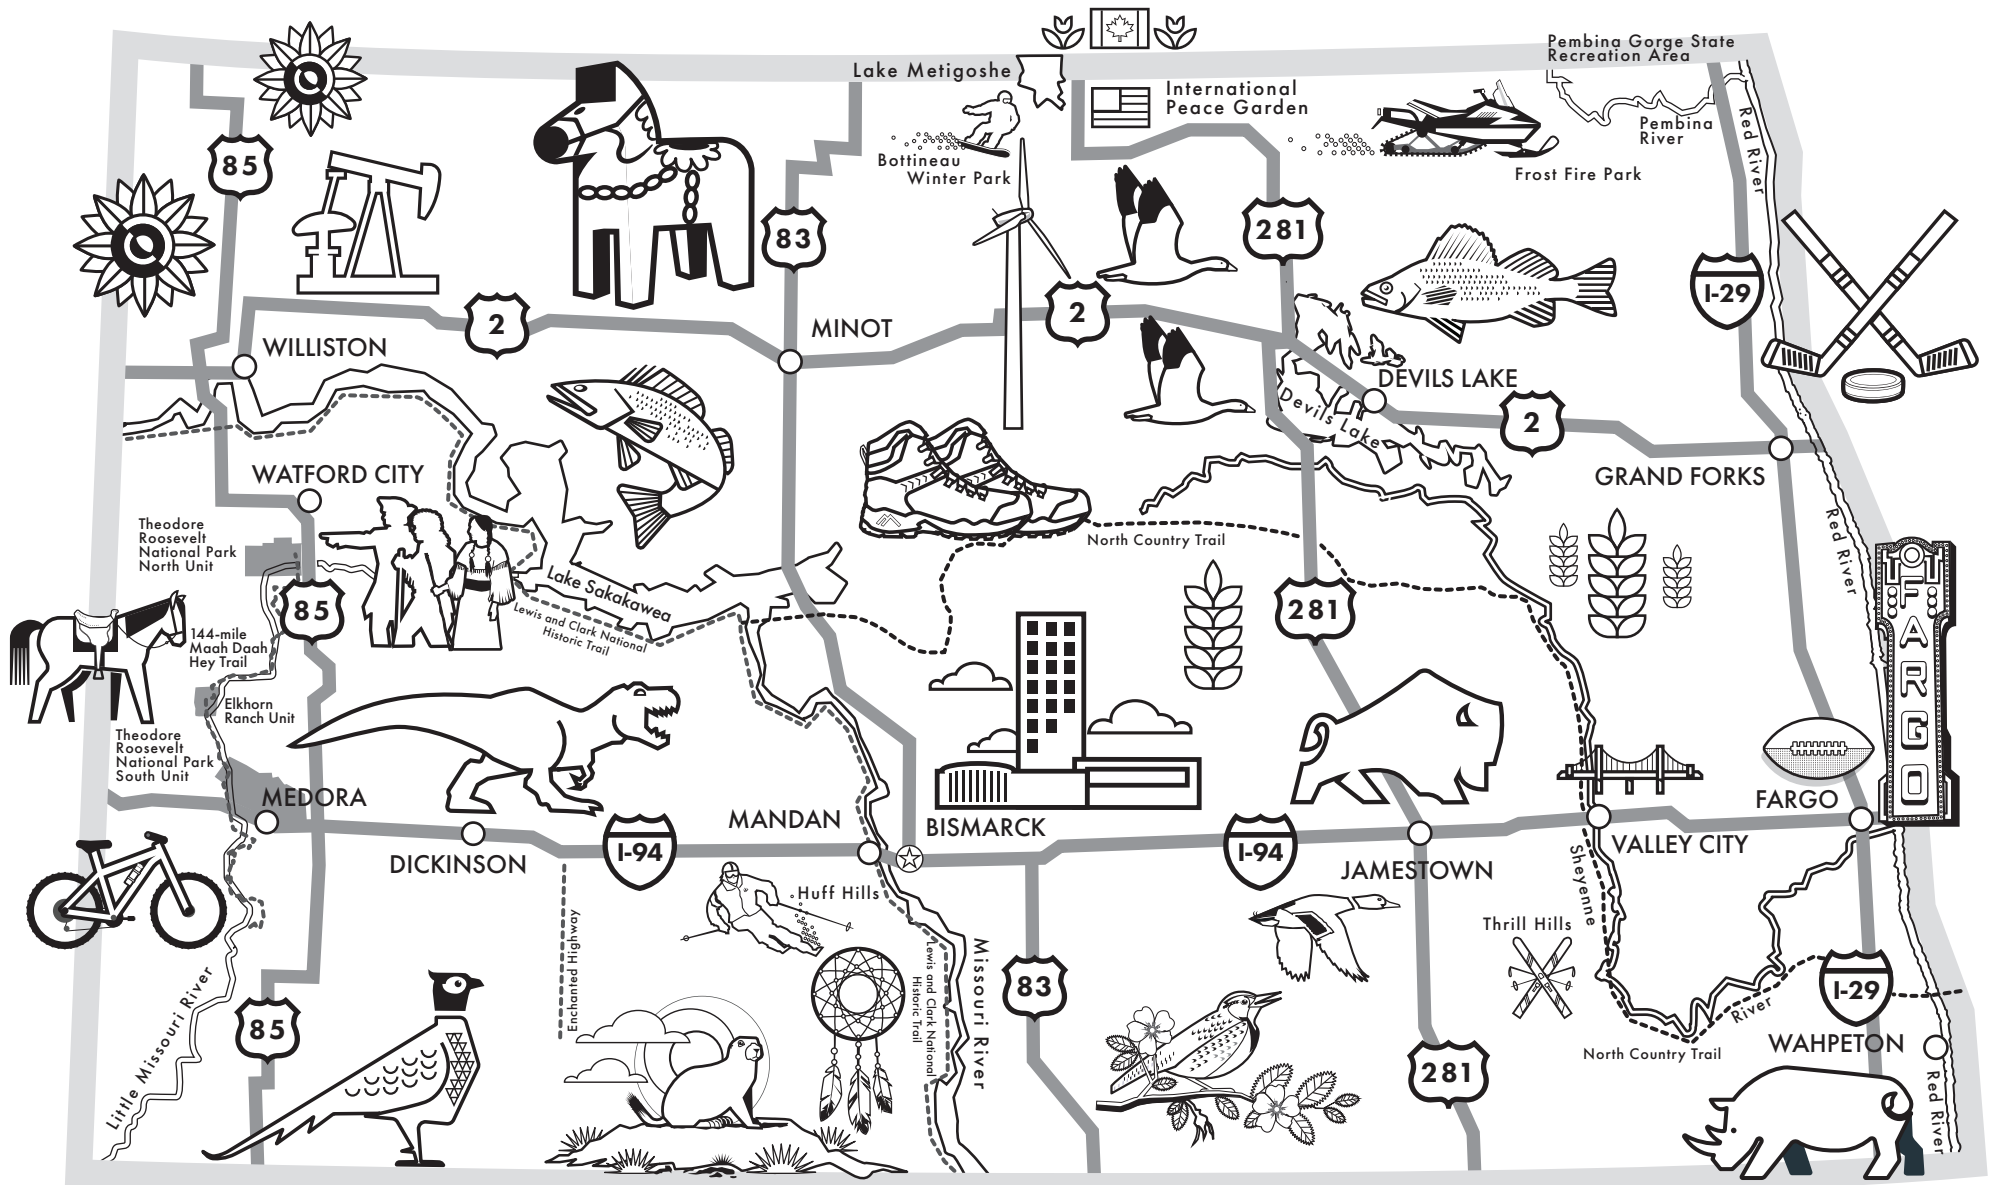 Pembina Gorge State
Recreation Area
Lake Metigoshe
International
Peace Garden
Red River
Pembina
River
85
Bottineau
Winter Park
Frost Fire Park
83
281
I-29
2
2
MINOT
WILLISTON
DEVILS LAKE
Devils Lake
2
WATFORD CITY
GRAND FORKS
Theodore
Roosevelt
National Park
North Unit
North Country Trail
Red River
FARGO
Lake Sakakawea
85
281
Lewis and Clark National
Historic Trail
144-mile
Maah Daah
Hey Trail
Elkhorn
Ranch Unit
Theodore
Roosevelt
National Park
South Unit
MEDORA
FARGO
MANDAN
BISMARCK
DICKINSON
I-94
I-94
VALLEY CITY
JAMESTOWN
Sheyenne
River
Huff Hills
Thrill Hills
Enchanted Highway
Lewis and Clark National
Historic Trail
Missouri River
83
I-29
Little Missouri River
85
North Country Trail
WAHPETON
281
Red River